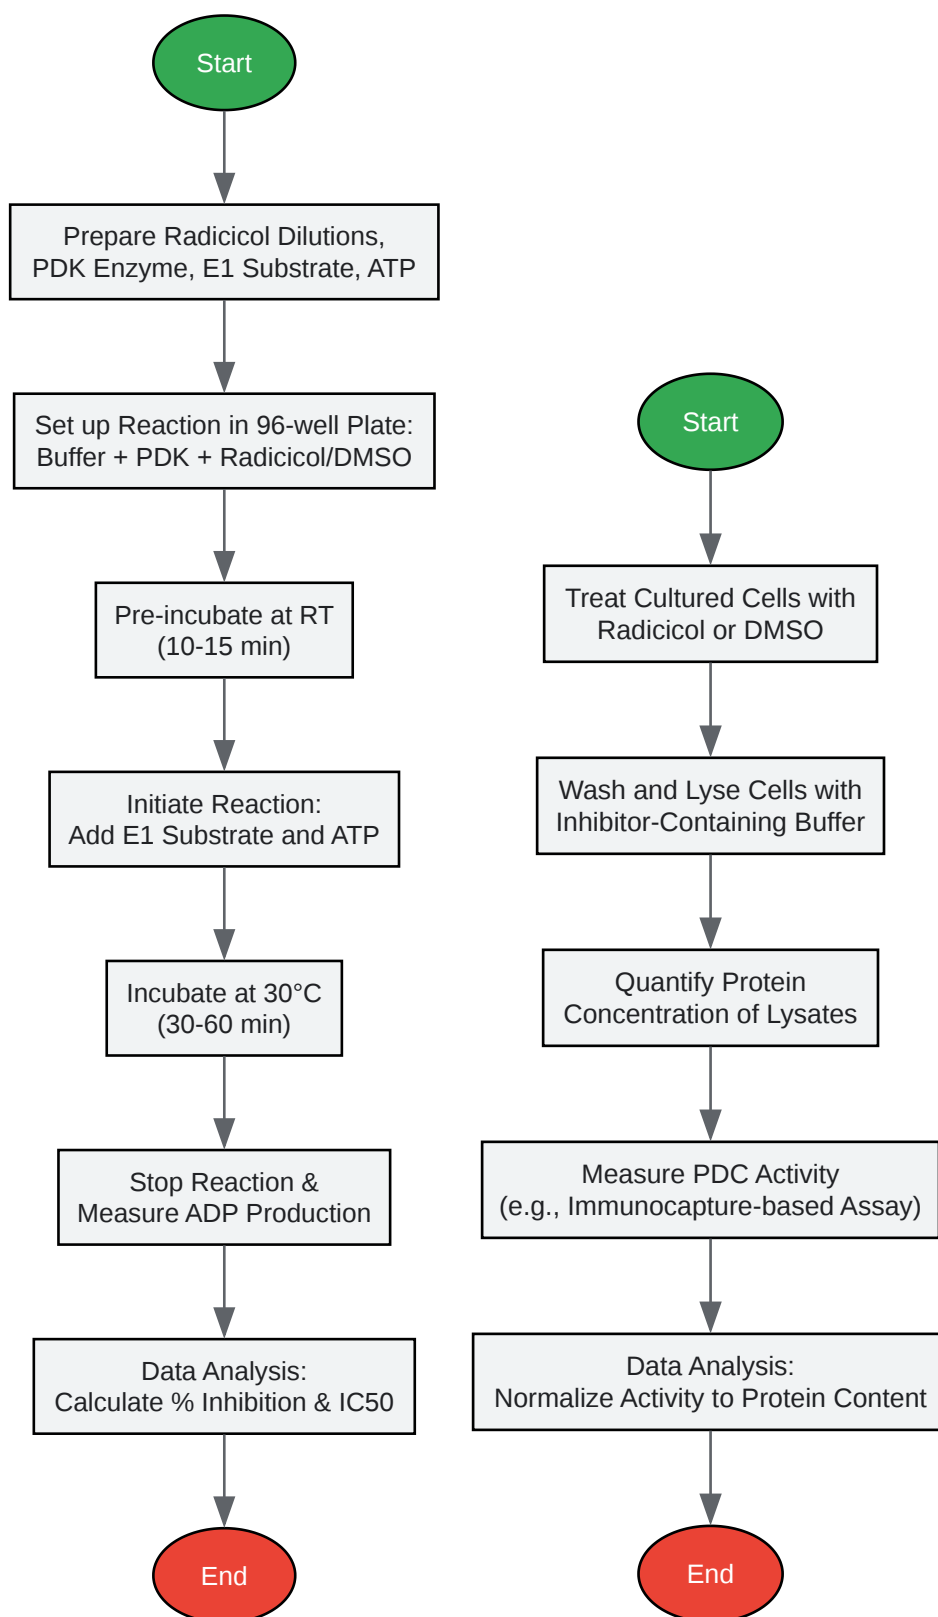 Start
Prepare Radicicol Dilutions,
PDK Enzyme, E1 Substrate, ATP
Set up Reaction in 96-well Plate:
Buffer + PDK + Radicicol/DMSO
Pre-incubate at RT
(10-15 min)
Initiate Reaction:
Add E1 Substrate and ATP
Incubate at 30°C
(30-60 min)
Stop Reaction &
Measure ADP Production
Data Analysis:
Calculate % Inhibition & IC50
End
Start
Treat Cultured Cells with
Radicicol or DMSO
Wash and Lyse Cells with
Inhibitor-Containing Buffer
Quantify Protein
Concentration of Lysates
Measure PDC Activity
(e.g., Immunocapture-based Assay)
Data Analysis:
Normalize Activity to Protein Content
End